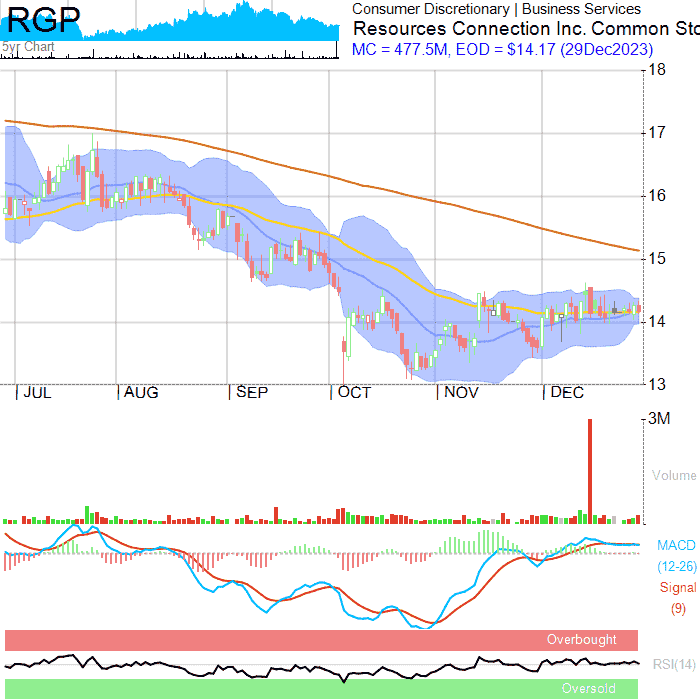 RGP
5yr Chart
Consumer Discretionary | Business Services
Resources Connection Inc. Common Sto
MC = 477.5M, EOD = $14.17 (29Dec2023)
18
17
16
15
14
13
JUL AUG SEP OCT NOV DEC
3M
Volume
MACD
(12-26)
Signal
(9)
Overbought
RSI(14)
Oversold